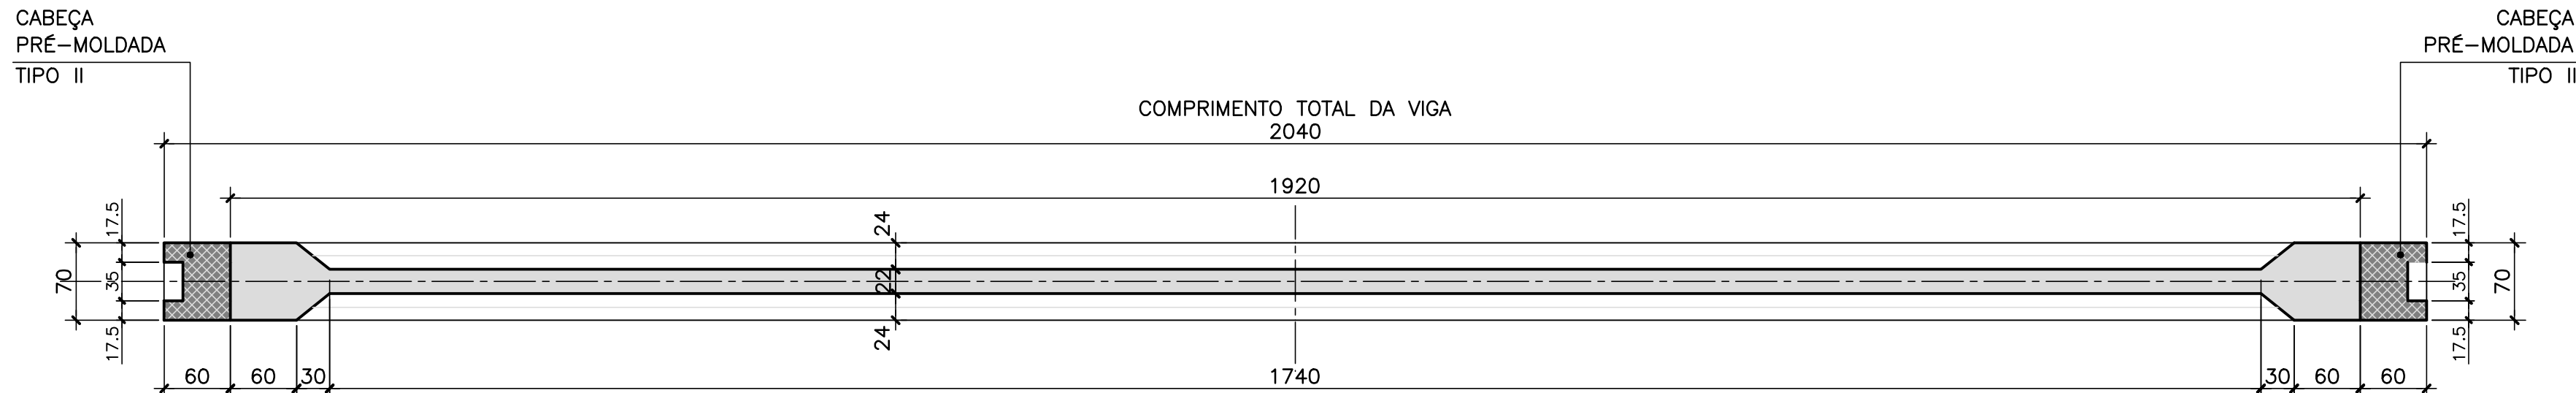 CABEÇA
PRÉ-MOLDADA
TIPO II
CABEÇA
PRÉ-MOLDADA
TIPO II
COMPRIMENTO TOTAL DA VIGA
2040
1920
17.5
24
17.5
70
35
22
35
70
17.5
24
17.5
60 60 30 1740 30 60 60